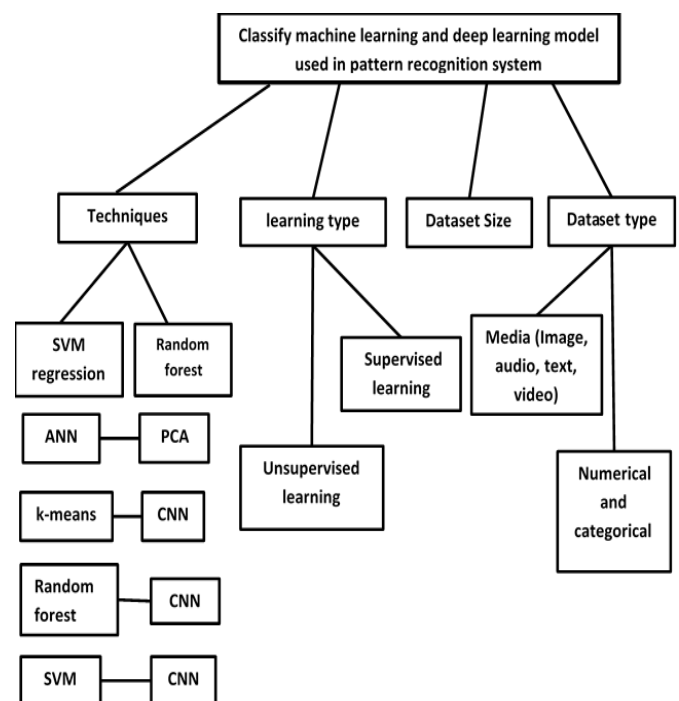 Classify machine learning and deep learning model
used in pattern recognition system
Techniques
learning type
Dataset Size
Dataset type
SVM
regression
Random
forest
Supervised
learning
Media (Image,
audio, text,
video)
ANN
PCA
Unsupervised
learning
Numerical
and
categorical
k-means
CNN
Random
forest
CNN
SVM
CNN